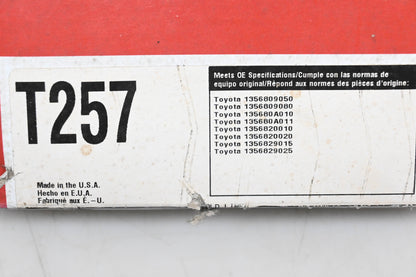 T257
Made in the U.S.A.
Hecho en E.U.A.
Fabriqué aux É. - U.
Meets OE Specifications/Cumple con las normas de
equipo original/Répond aux normes des pièces d'origine:
Toyota 1356809050
Toyota 1356809080
Toyota 135680A010
Toyota 135680A011
Toyota 1356820010
Toyota 1356820020
Toyota 1356829015
Toyota 1356829025